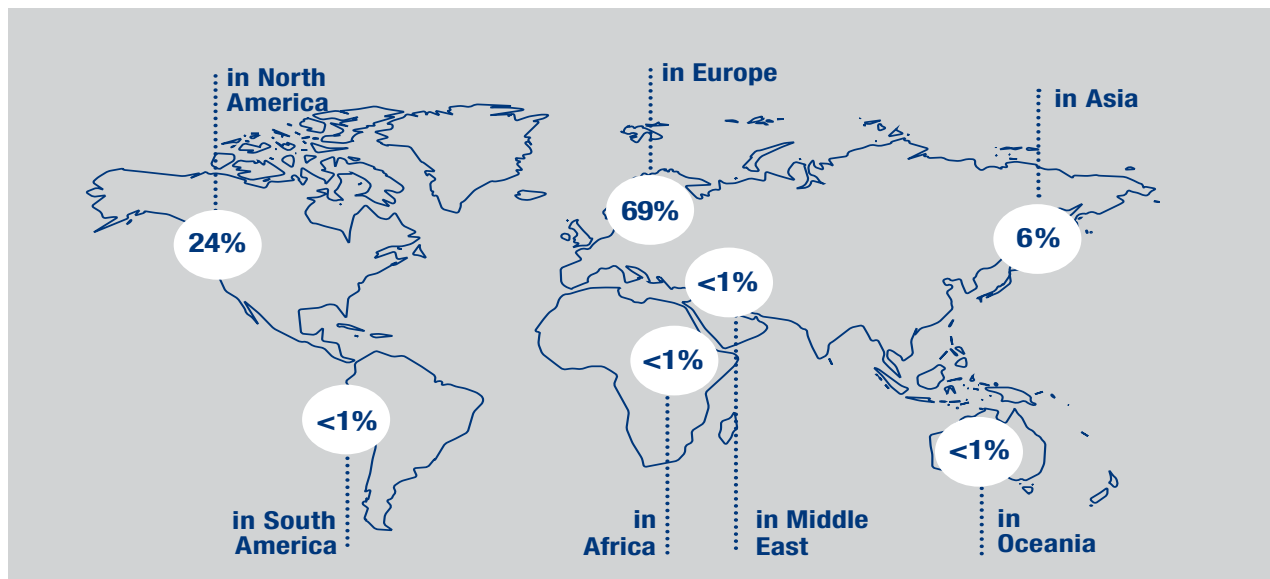 in North
America
in Europe
in Asia
24%
69%
6%
<1%
<1%
<1%
<1%
in South
America
in
Africa
in Middle
East
in
Oceania